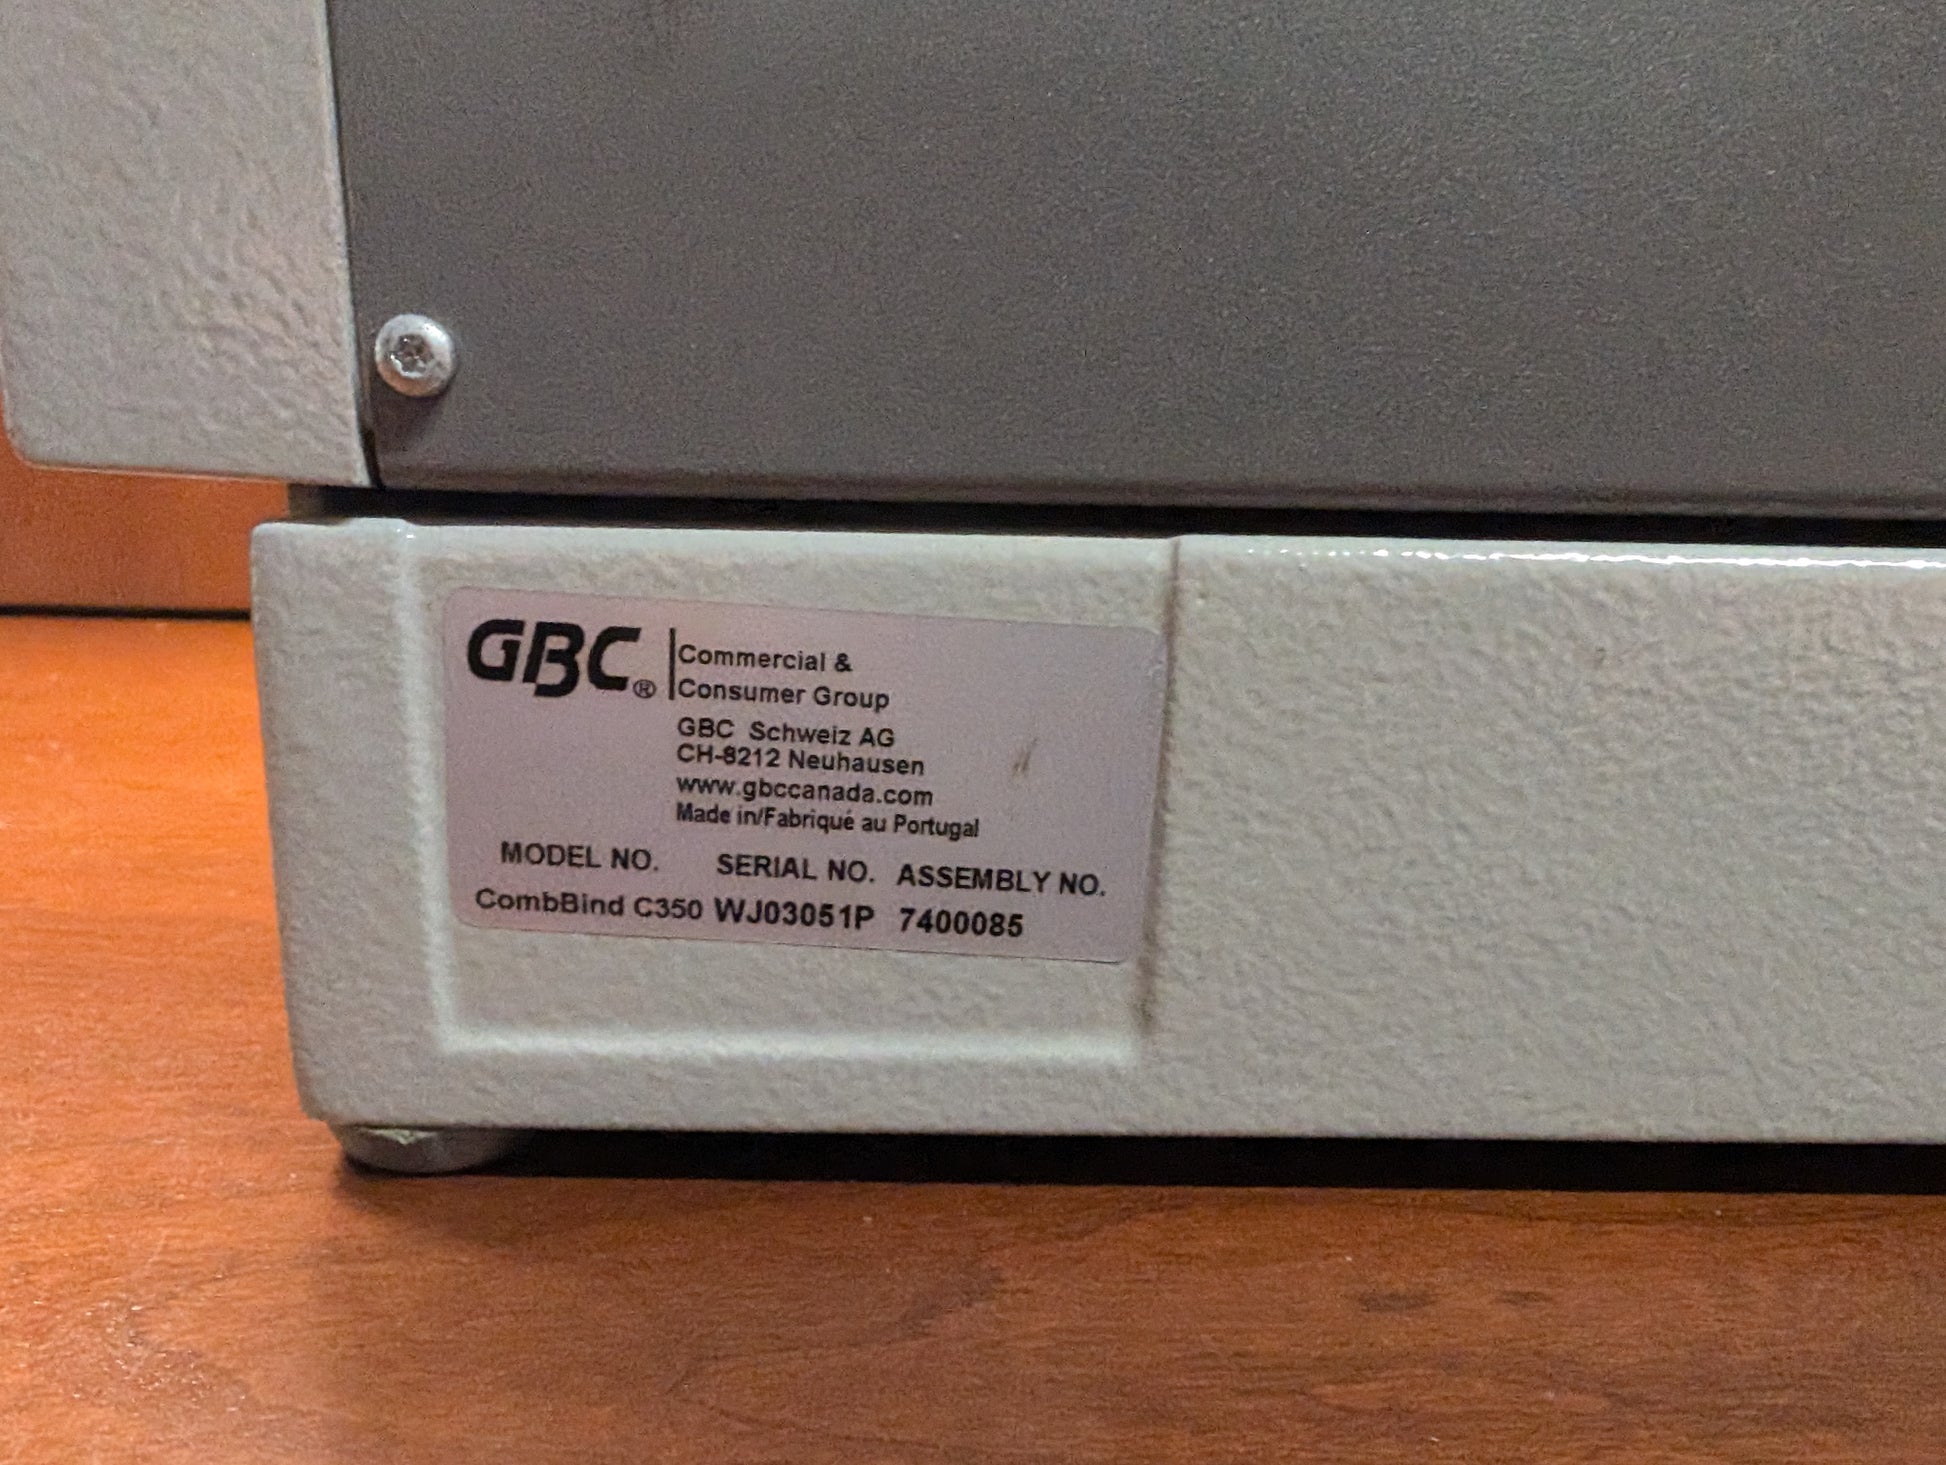 GBC® Commercial &
Consumer Group
GBC Schweiz AG
CH-8212 Neuhausen
www.gbccanada.com
Made in/Fabriqué au Portugal
MODEL NO. SERIAL NO. ASSEMBLY NO.
CombBind C350 WJ03051P 7400085